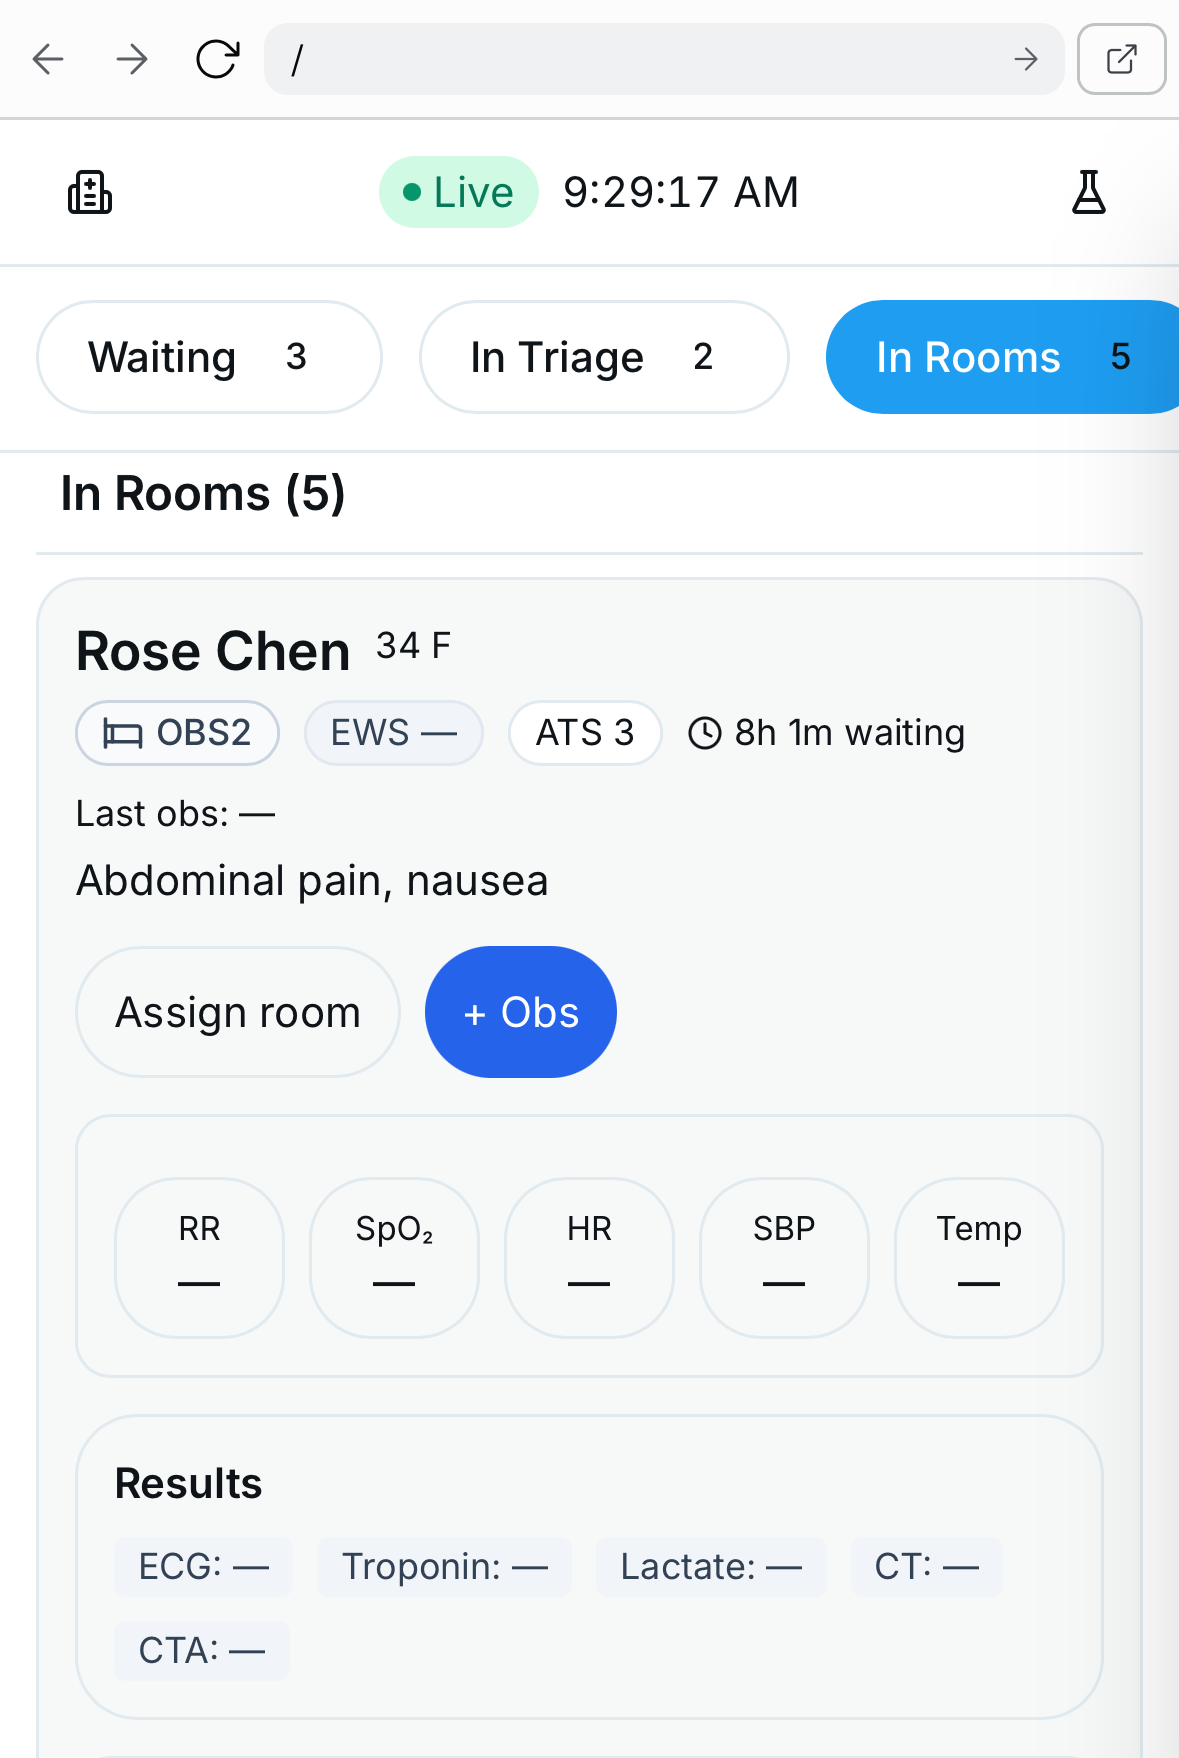 /
Live 9:29:17 AM
Waiting 3 In Triage 2 In Rooms 5
In Rooms (5)
Rose Chen 34 F
OBS2 EWS — ATS 3 8h 1m waiting
Last obs: —
Abdominal pain, nausea
Assign room + Obs
RR SpO₂ HR SBP Temp
— — — — —
Results
ECG: — Troponin: — Lactate: — CT: —
CTA: —